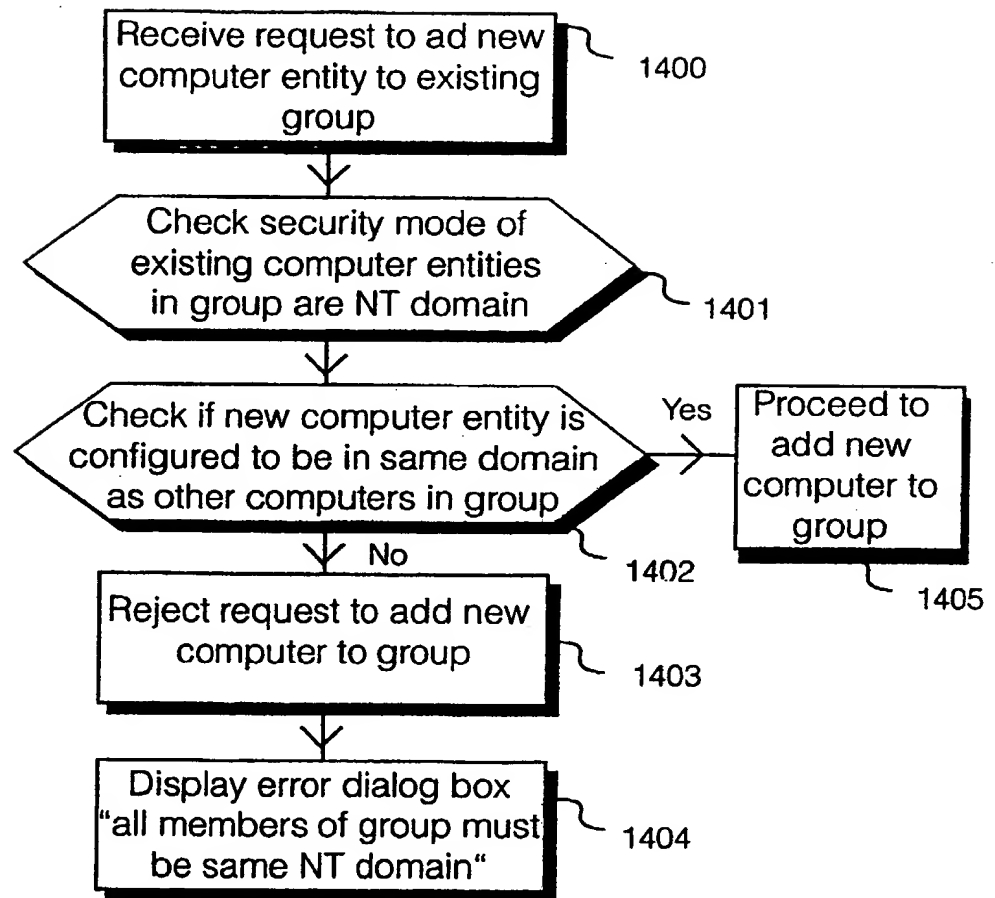 Receive request to ad new
computer entity to existing
group
1400
Check security mode of
existing computer entities
in group are NT domain
1401
Check if new computer entity is
configured to be in same domain
as other computers in group
1402
Yes
Proceed to
add new
computer to
group
1405
No
Reject request to add new
computer to group
1403
Display error dialog box
“all members of group must
be same NT domain“
1404